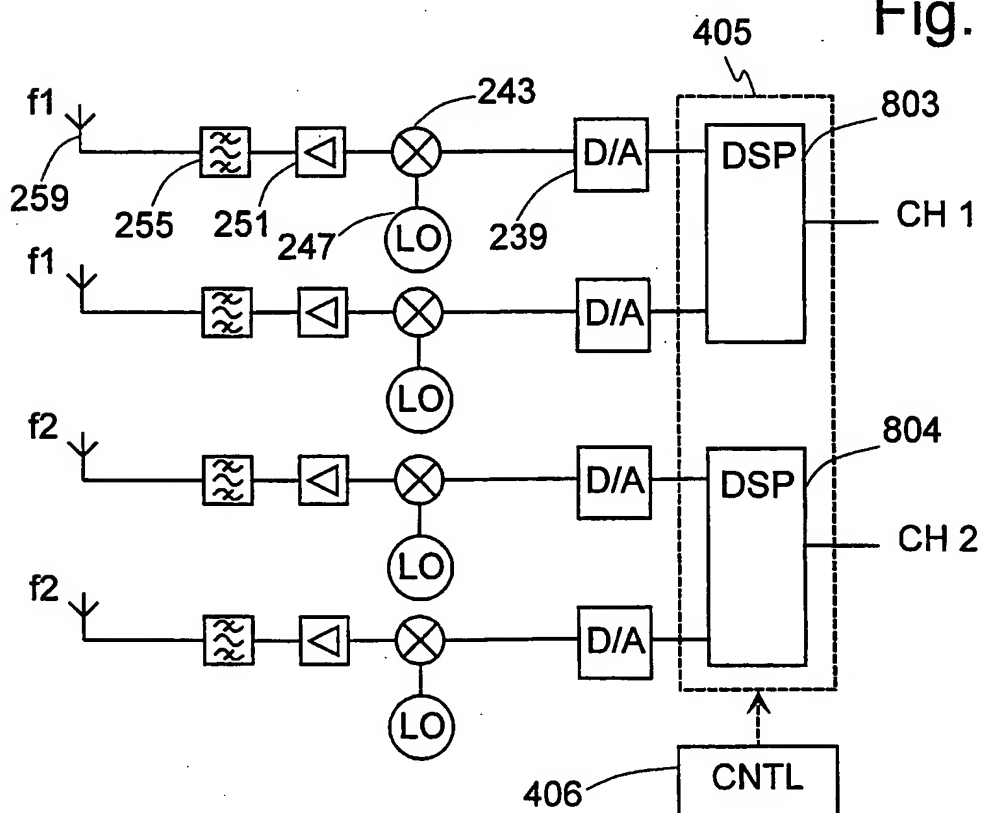 Fig.
405
f1
243
803
D/A
DSP
259
255
251
247
LO
239
CH 1
f1
D/A
LO
f2
804
D/A
DSP
LO
CH 2
f2
D/A
LO
406
CNTL